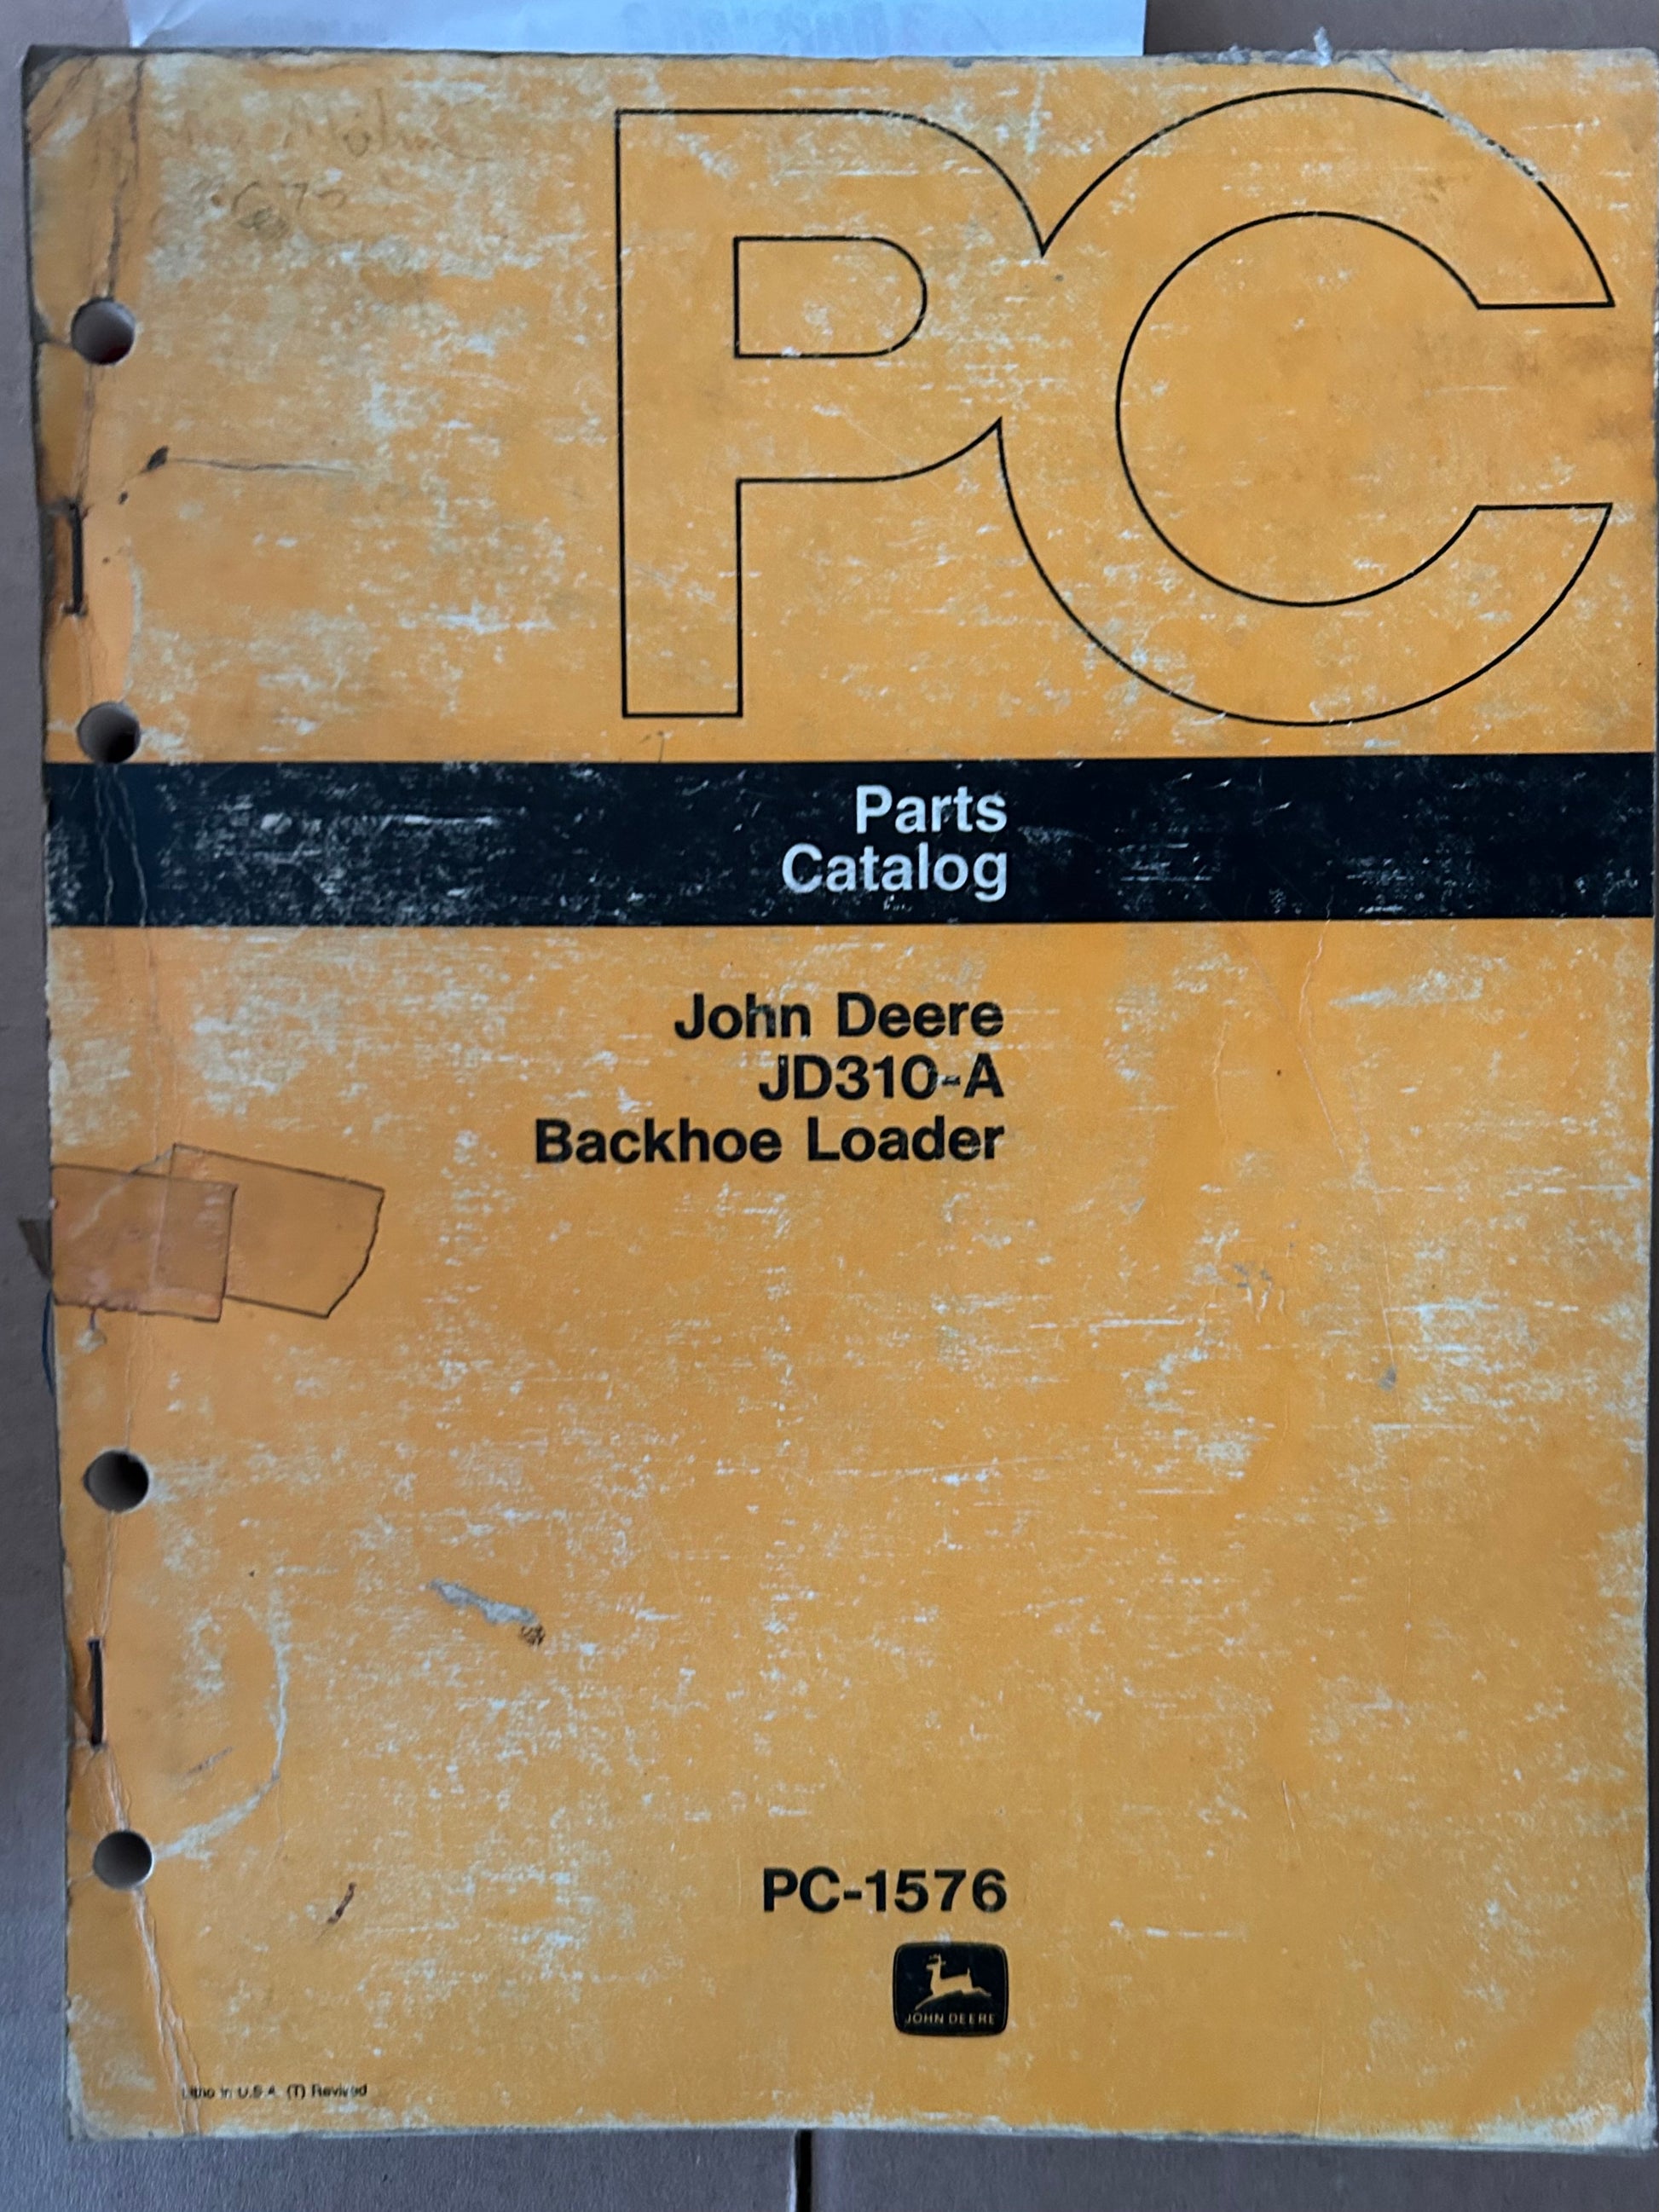 PC
Parts
Catalog
John Deere
JD310-A
Backhoe Loader
PC-1576
JOHN DEERE
Litho in U.S.A. (T) Revised